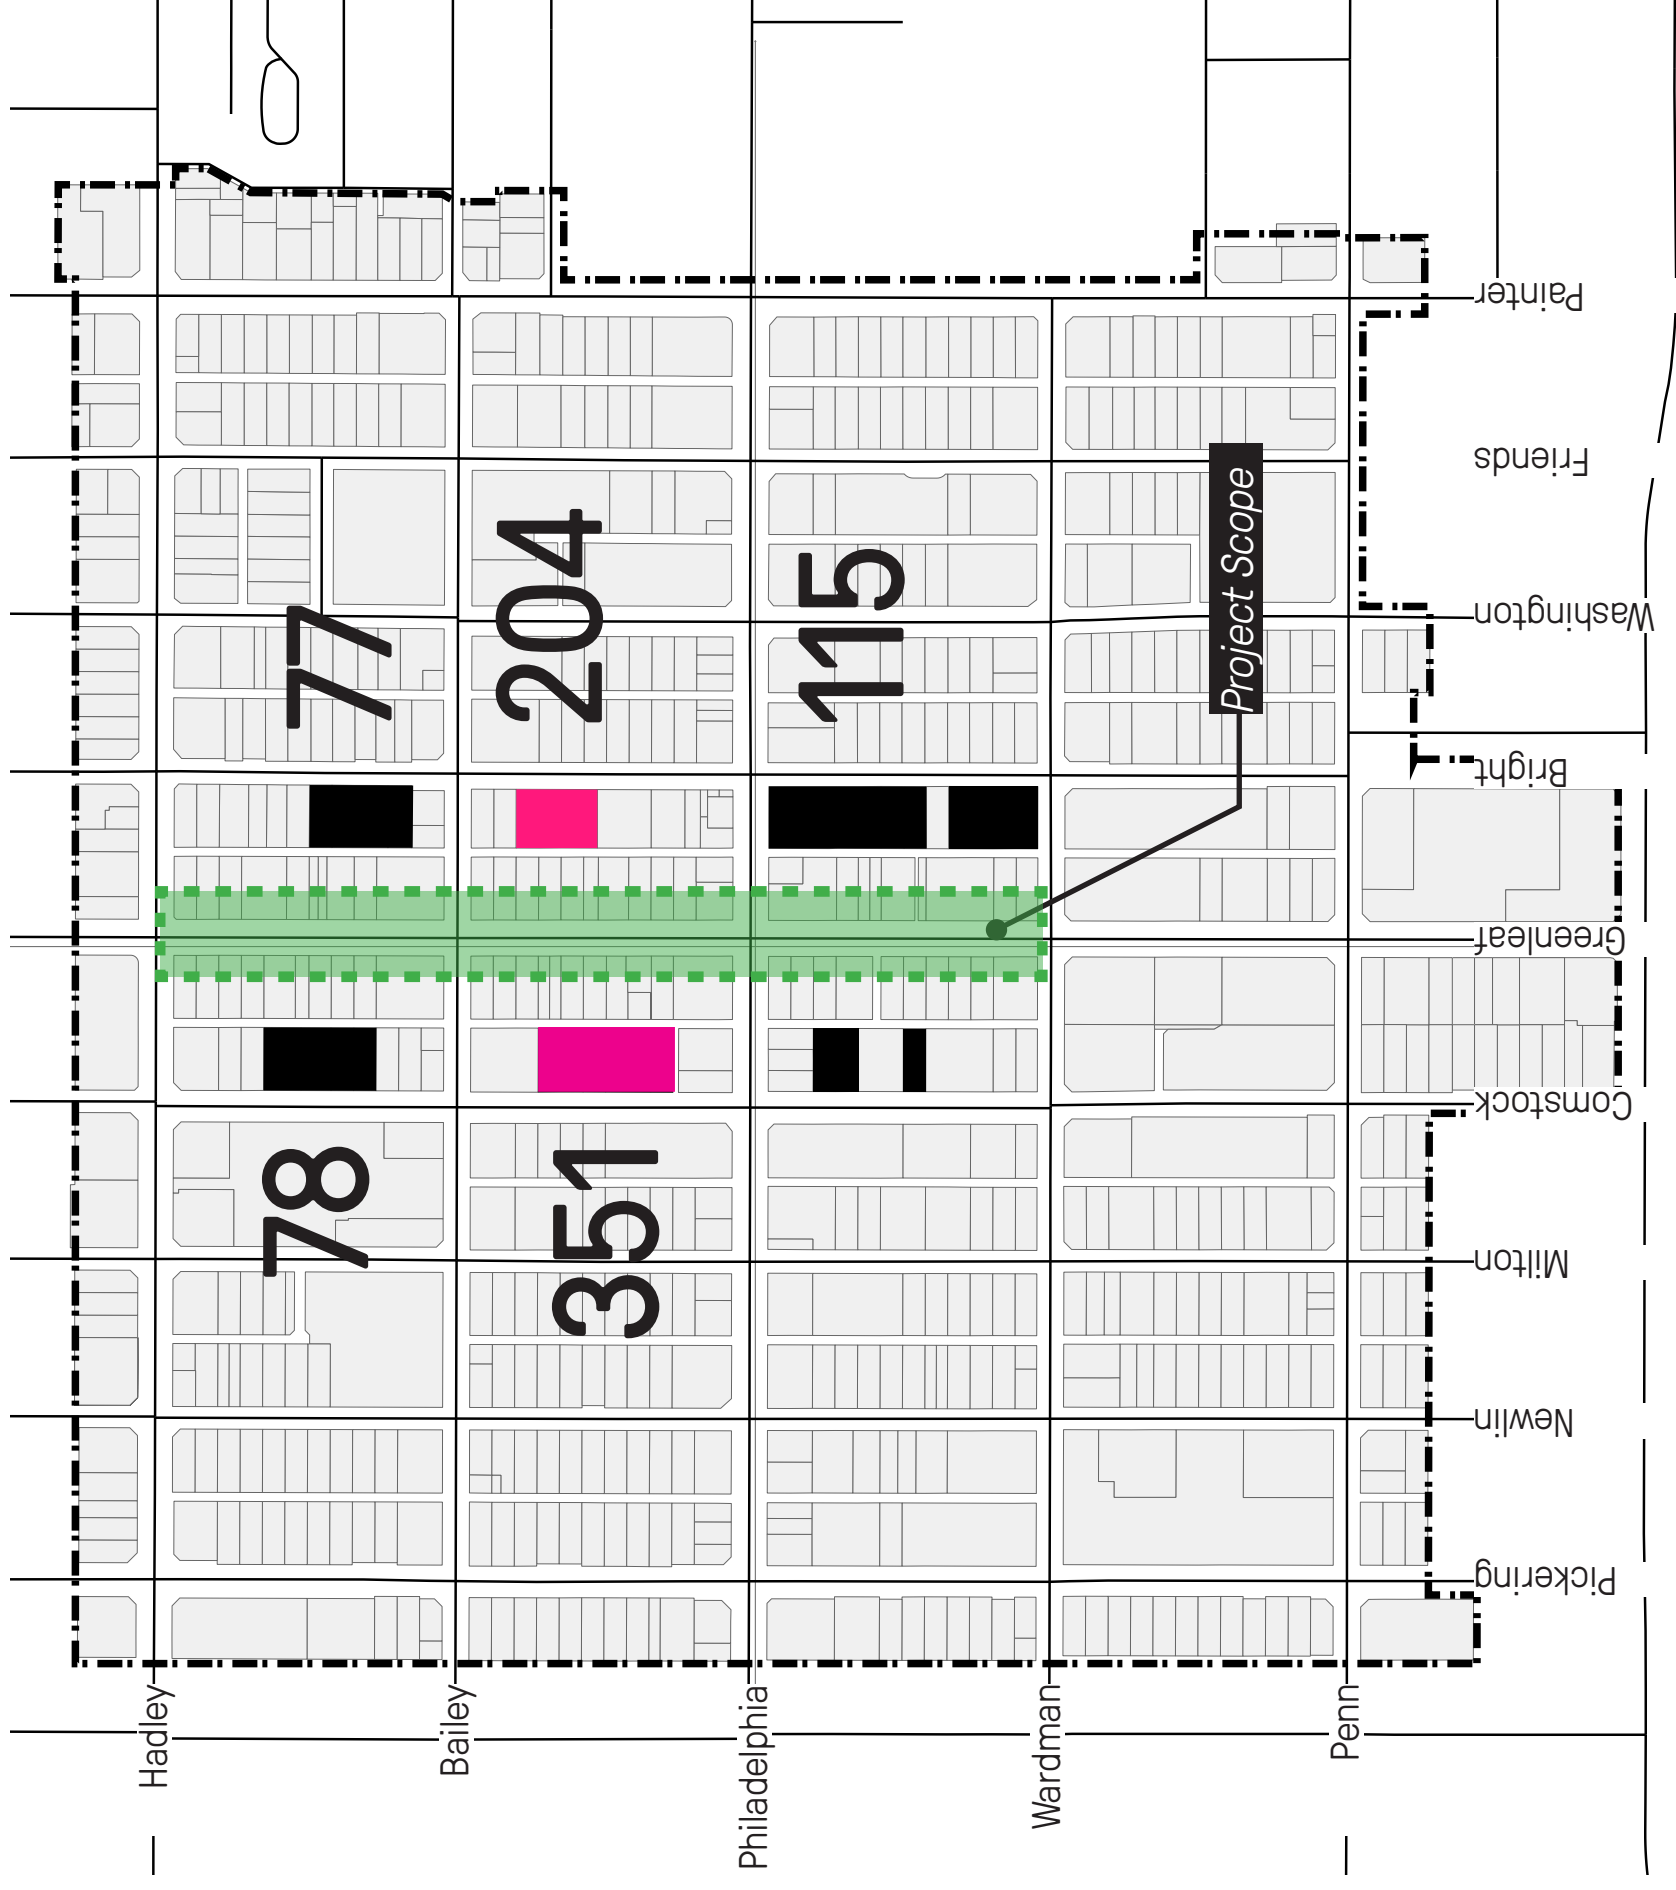 Painter
Friends
Washington
Bright
Greenleaf
Comstock
Milton
Newlin
Pickering
Project Scope
77
204
115
78
351
Hadley
Bailey
Philadelphia
Wardman
Penn